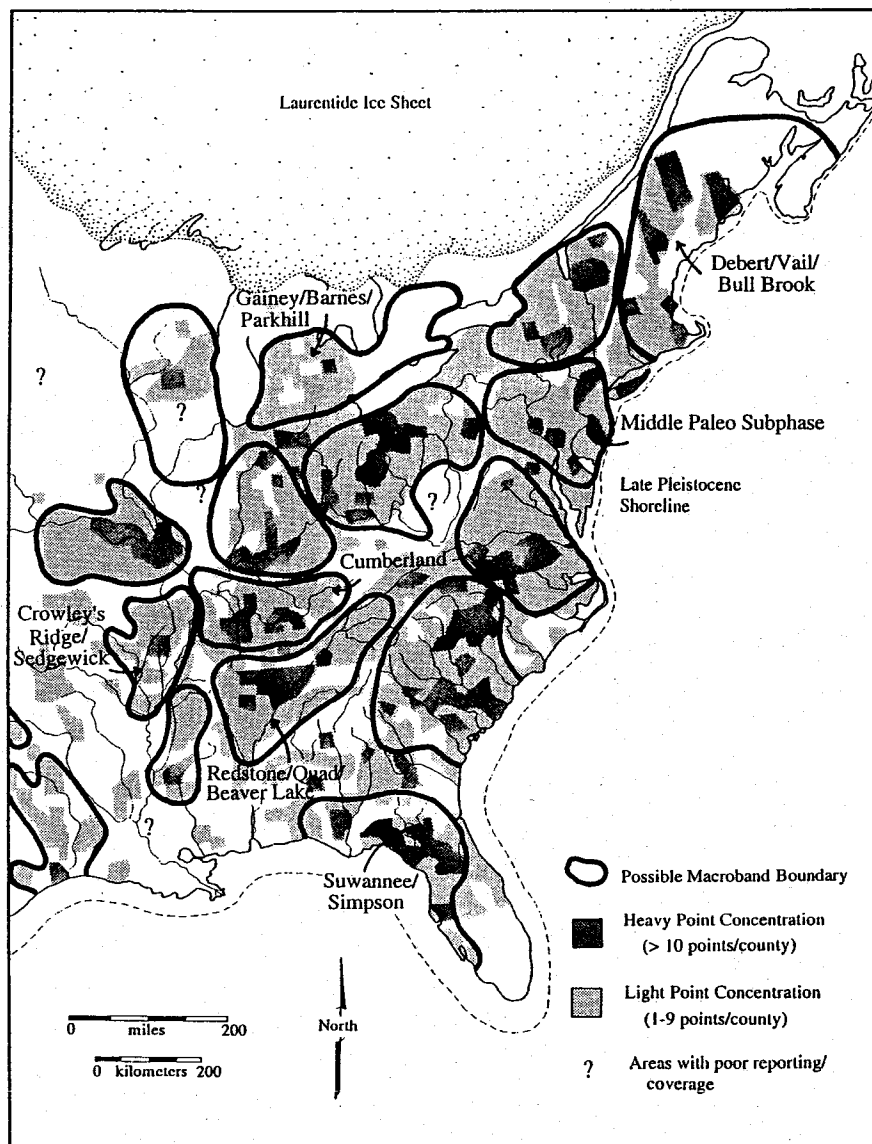 Laurentide Ice Sheet
Gainey/Barnes/
Parkhill
Debert/Vail/
Bull Brook
?
?
Middle Paleo Subphase
?
?
Late Pleistocene
Shoreline
Cumberland
Crowley's
Ridge/
Sedgewick
Redstone/Quad/
Beaver Lake
?
Suwannee/
Simpson
Possible Macroband Boundary
Heavy Point Concentration
(> 10 points/county)
Light Point Concentration
(1-9 points/county)
? Areas with poor reporting/
coverage
0 miles 200
0 kilometers 200
North